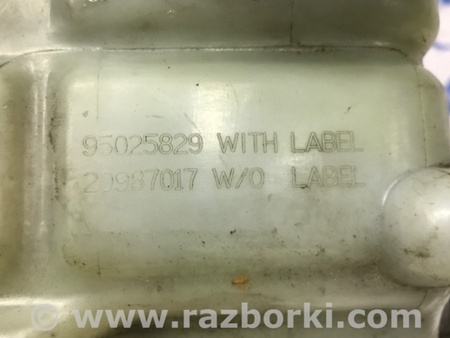 95025829 WITH LABEL
20987017 W/O LABEL
www.razborki.com